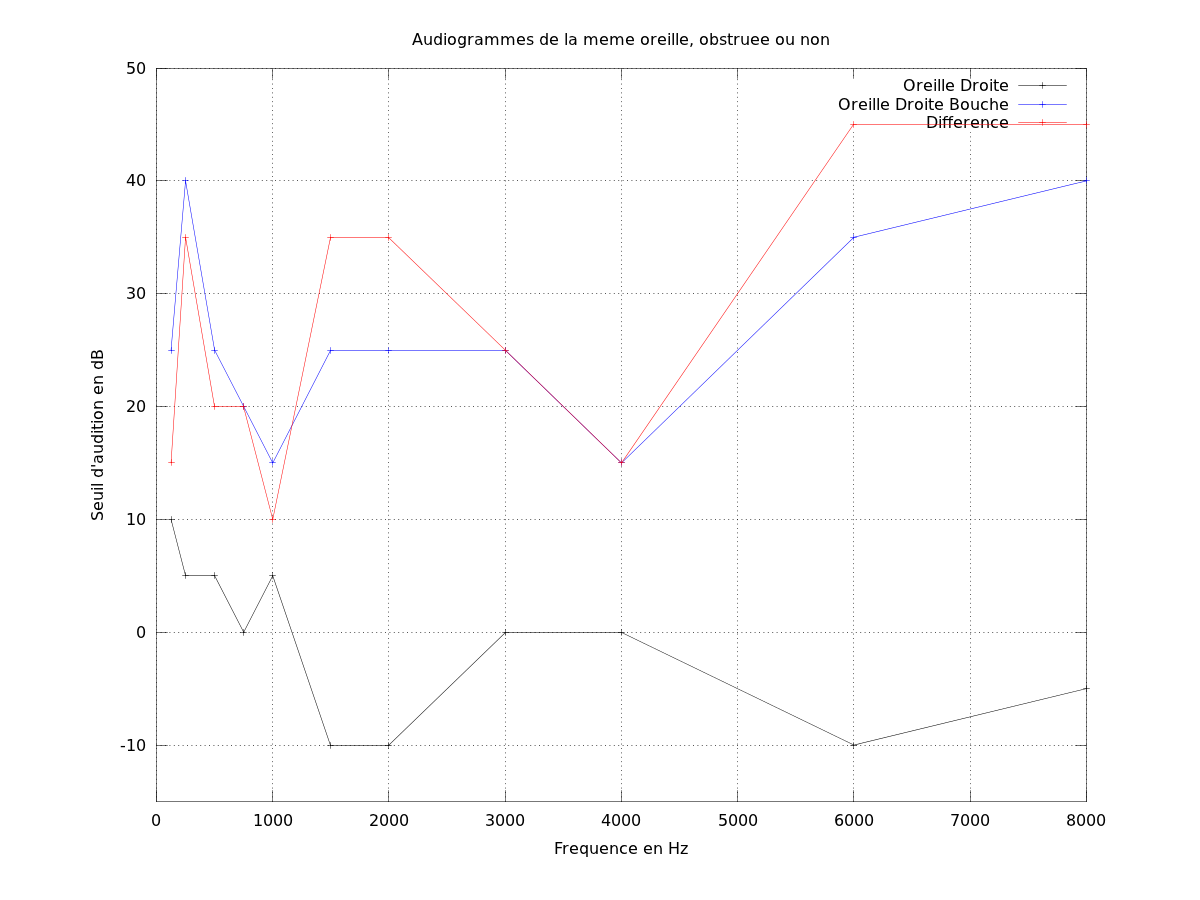 Audiogrammes de la meme oreille, obstruee ou non
50
40
30
20
10
0
-10
Seuil d'audition en dB
Oreille Droite
Oreille Droite Bouche
Difference
0 1000 2000 3000 4000 5000 6000 7000 8000
Frequence en Hz